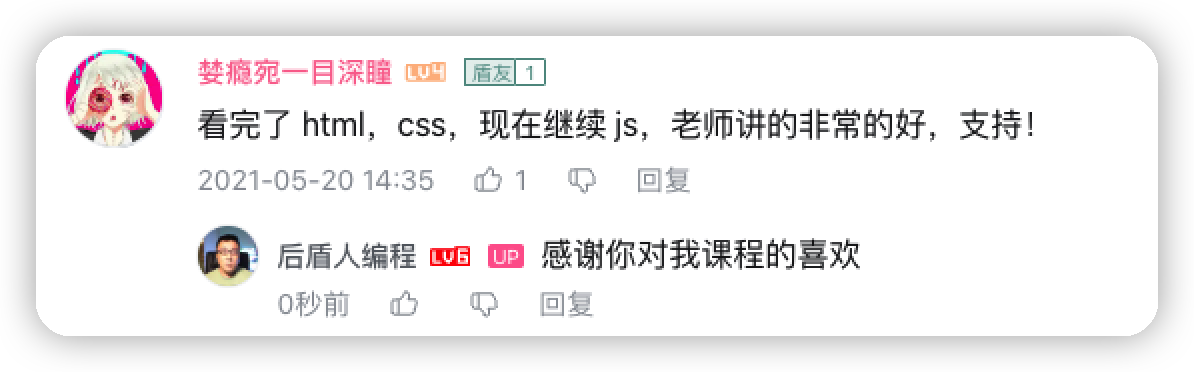 婪瘾宛一目深瞳 LV4 盾友 1
看完了 html，css，现在继续 js，老师讲的非常的好，支持！
2021-05-20 14:35 1 回复
后盾人编程 LV6 UP 感谢你对我课程的喜欢
0秒前 回复